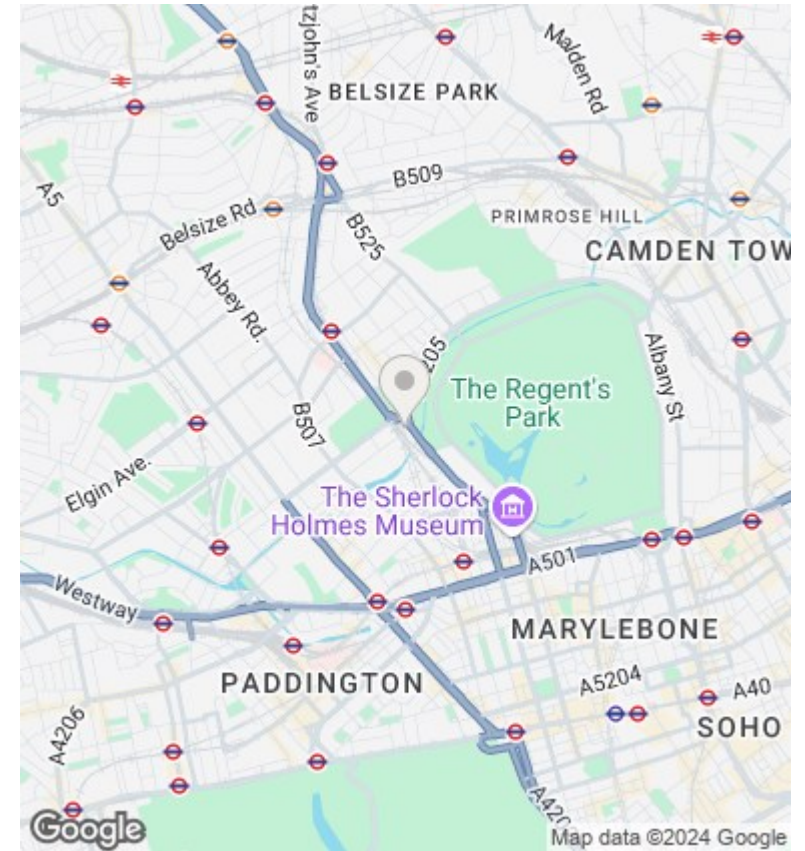 tzjohn's Ave
Malden Rd
BELSIZE PARK
A5
B509
Belsize Rd
B525
PRIMROSE HILL
CAMDEN TOW
Abbey Rd.
205
Albany St
The Regent's
Park
B507
Elgin Ave.
The Sherlock
Holmes Museum
A501
Westway
MARYLEBONE
PADDINGTON
A5204
A40
A4206
SOHO
A420
Google
Map data ©2024 Google